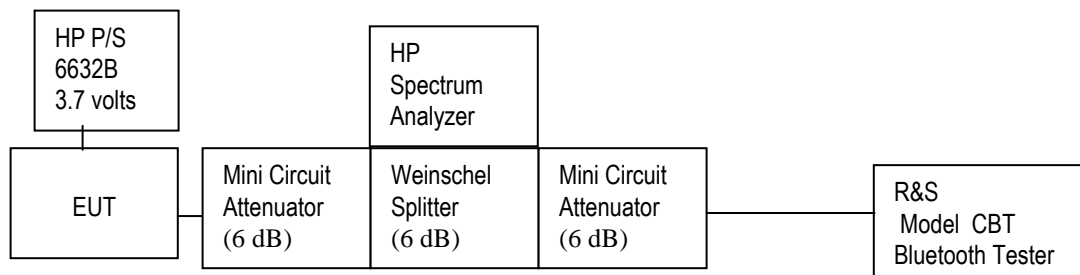 HP P/S
6632B
3.7 volts
HP
Spectrum
Analyzer
EUT
Mini Circuit
Attenuator
(6 dB)
Weinschel
Splitter
(6 dB)
Mini Circuit
Attenuator
(6 dB)
R&S
Model CBT
Bluetooth Tester